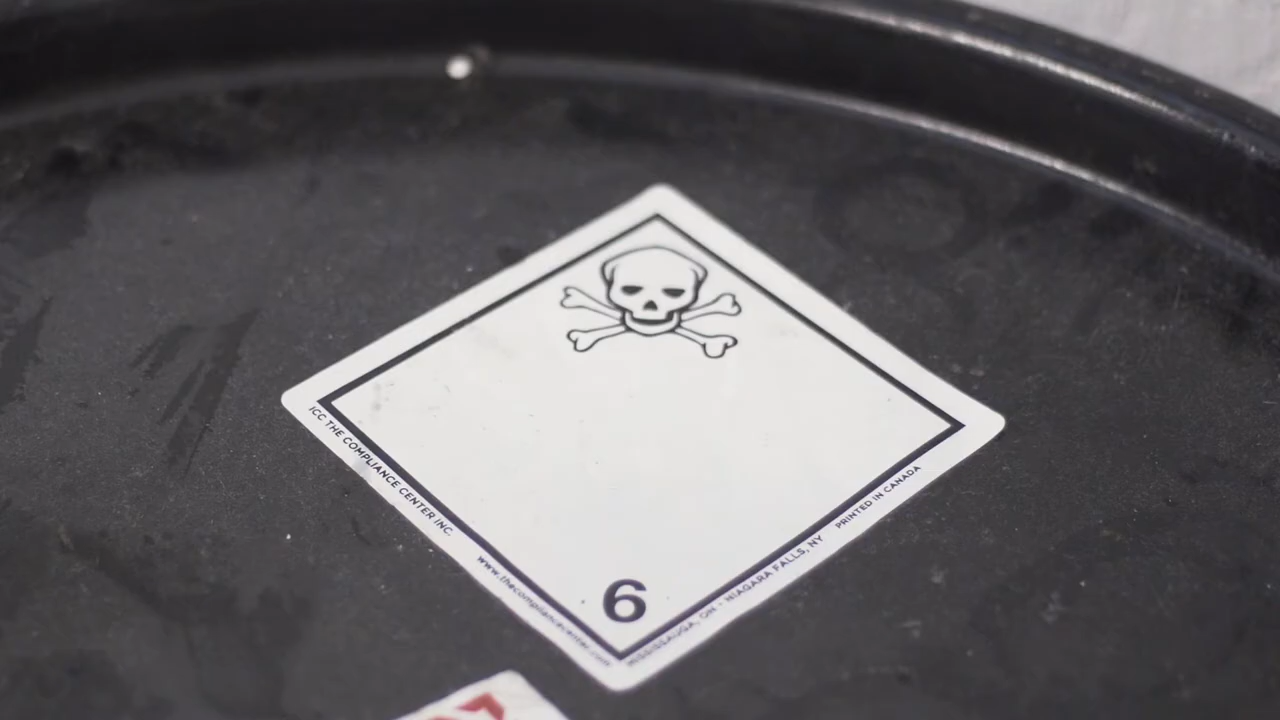 6
ICC THE COMPLIANCE CENTER INC.
www.thecompliancecenter.com
MISSISSAUGA, ON - NIAGARA FALLS, NY
PRINTED IN CANADA